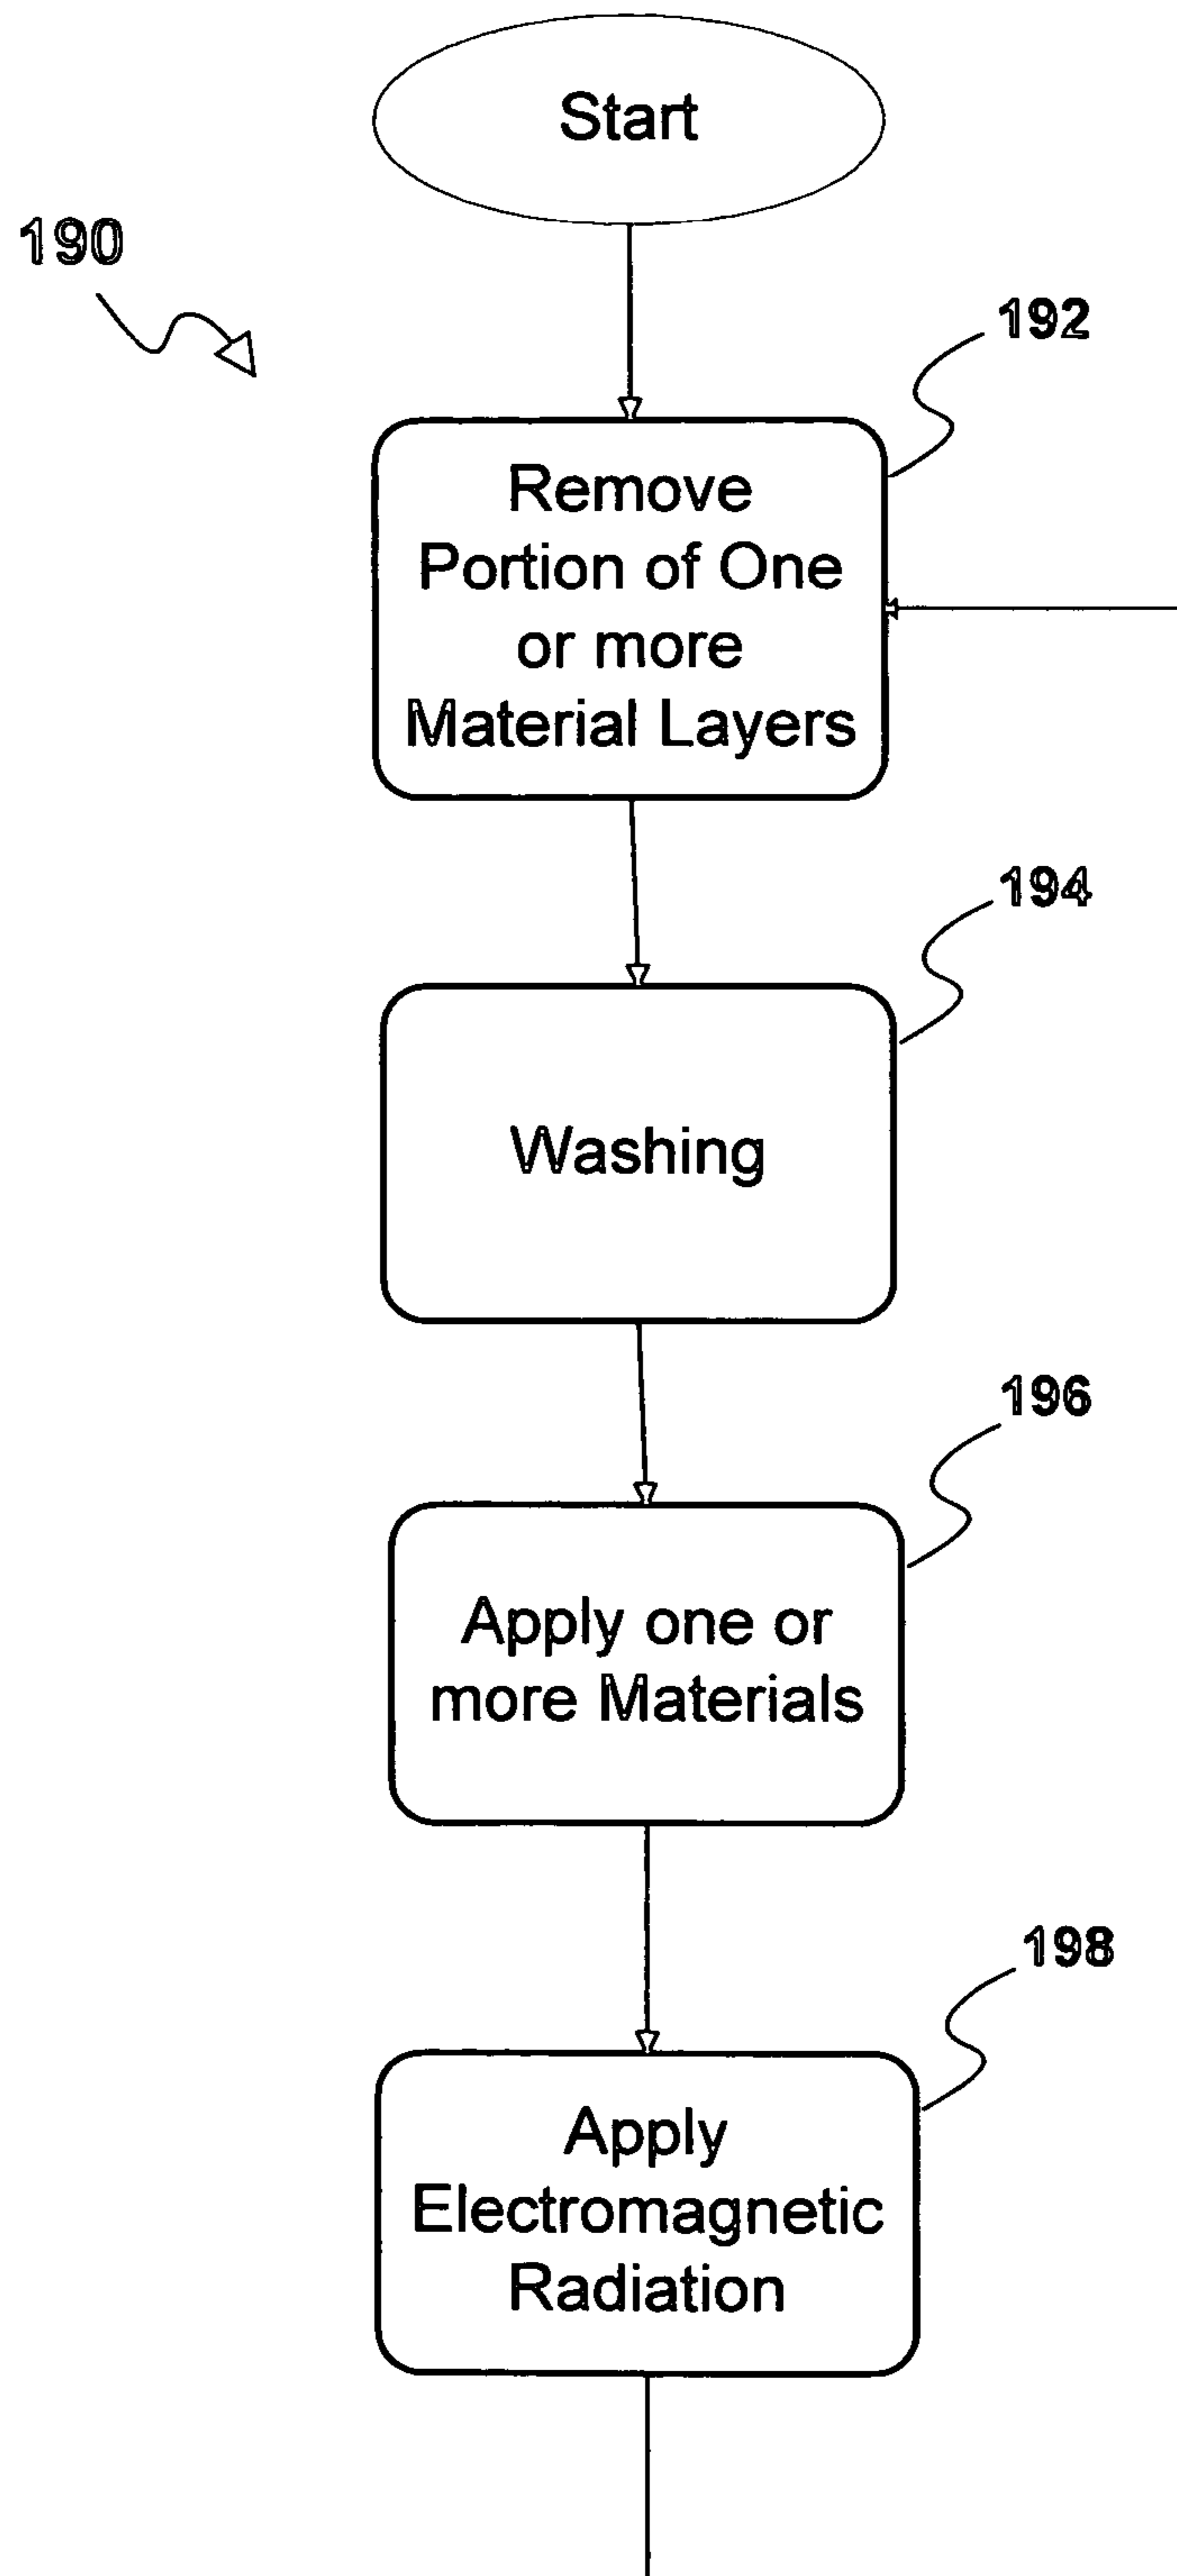 Start
190
192
Remove
Portion of One
or more
Material Layers
194
Washing
196
Apply one or
more Materials
198
Apply
Electromagnetic
Radiation